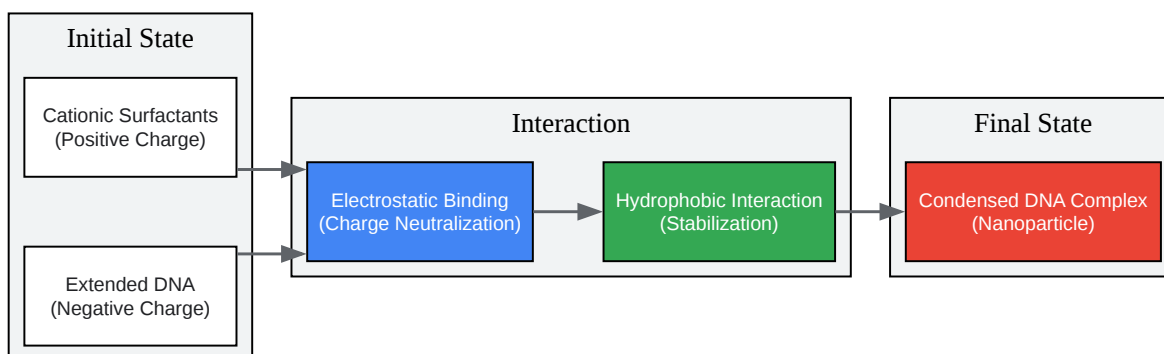 Initial State
Cationic Surfactants
(Positive Charge)
Extended DNA
(Negative Charge)
Interaction
Electrostatic Binding
(Charge Neutralization)
Hydrophobic Interaction
(Stabilization)
Final State
Condensed DNA Complex
(Nanoparticle)